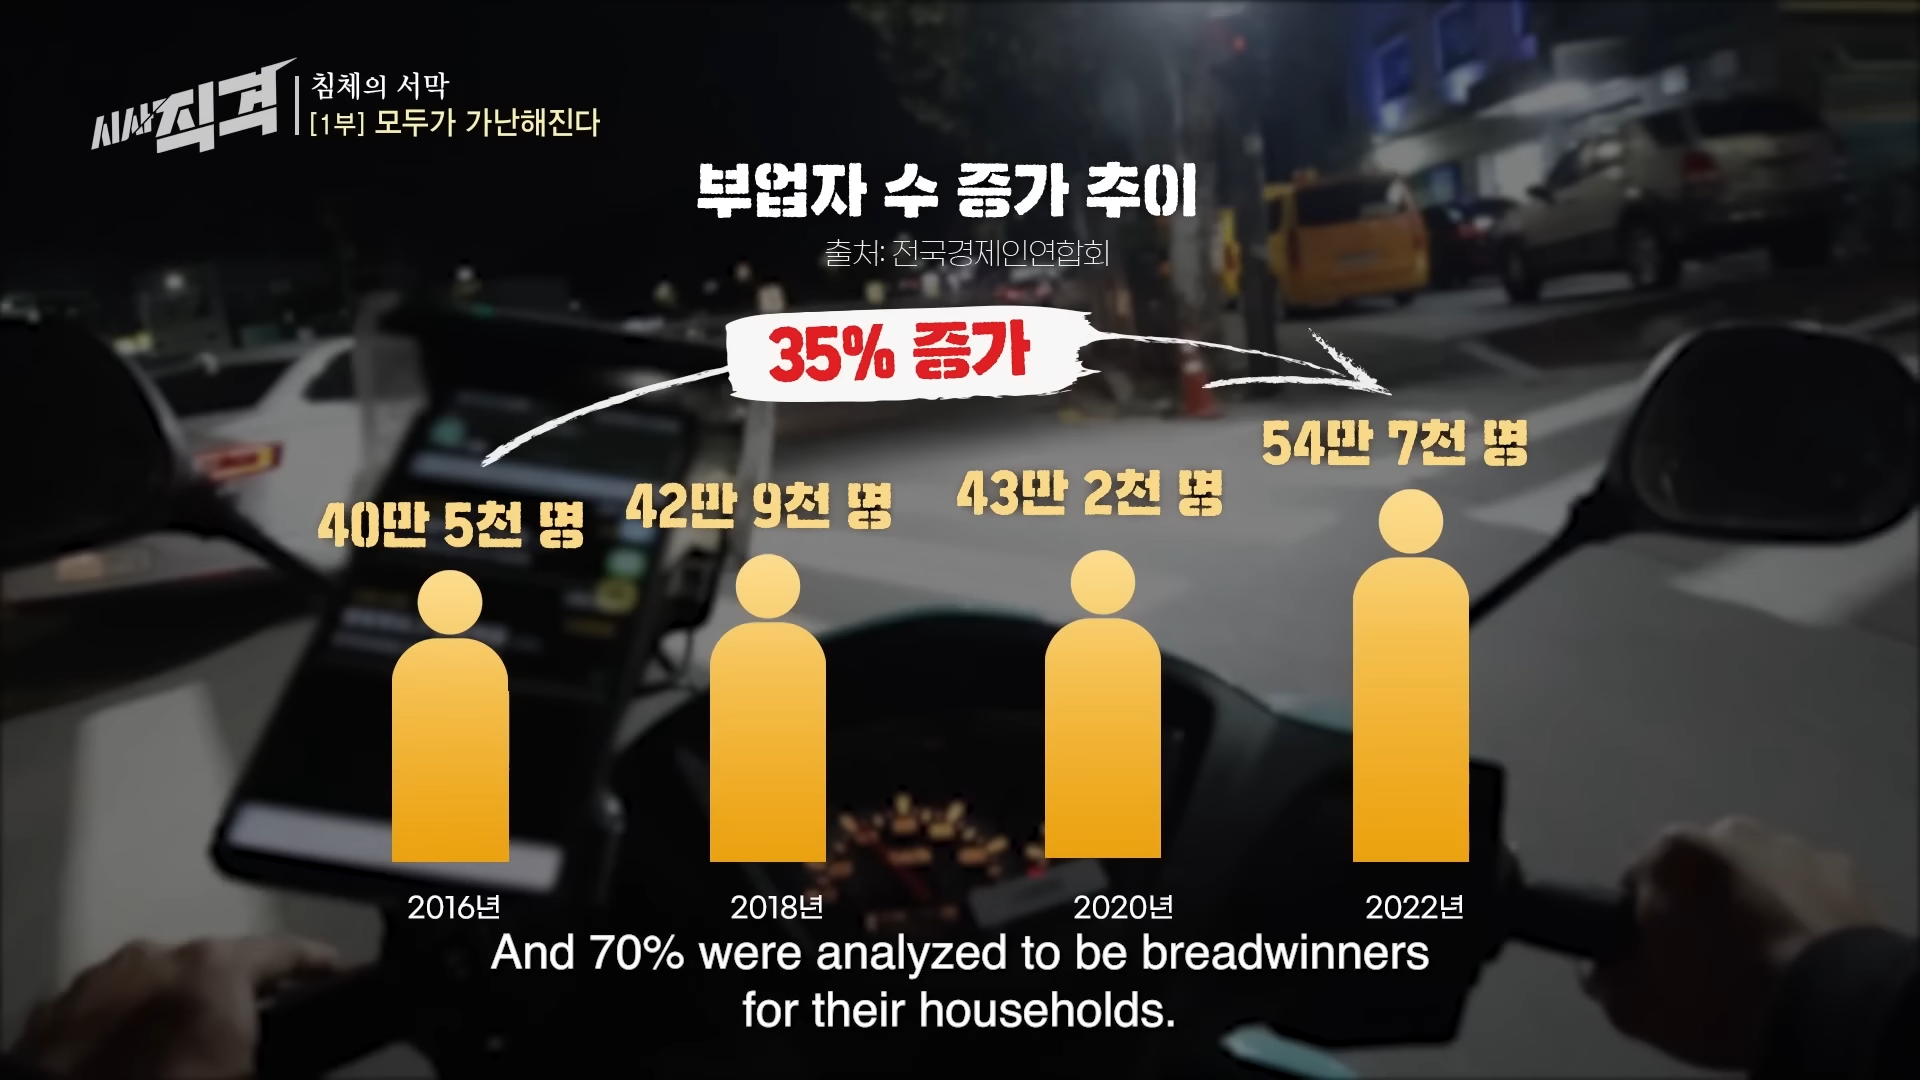 시사직격
침체의 서막
[1부] 모두가 가난해진다
부업자 수 증가 추이
출처: 전국경제인연합회
35% 증가
40만 5천 명
42만 9천 명
43만 2천 명
54만 7천 명
2016년
2018년
2020년
2022년
And 70% were analyzed to be breadwinners
for their households.